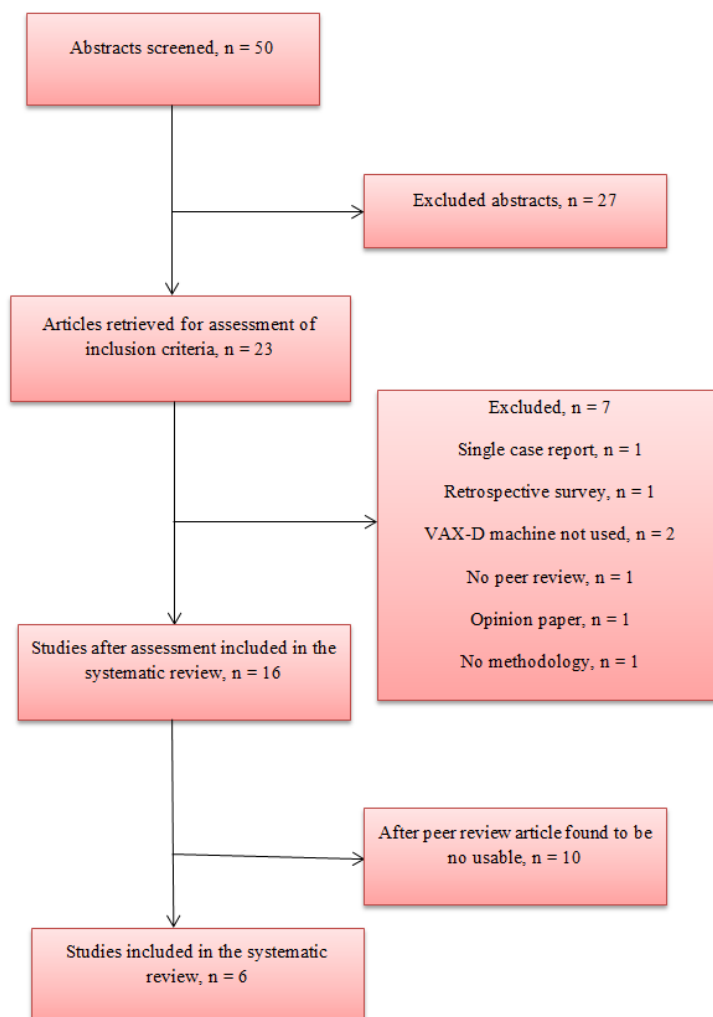 Abstracts screened, n = 50
Excluded abstracts, n = 27
Articles retrieved for assessment of
inclusion criteria, n = 23
Excluded, n = 7
Single case report, n = 1
Retrospective survey, n = 1
VAX-D machine not used, n = 2
No peer review, n = 1
Opinion paper, n = 1
No methodology, n = 1
Studies after assessment included in the
systematic review, n = 16
After peer review article found to be
no usable, n = 10
Studies included in the systematic
review, n = 6